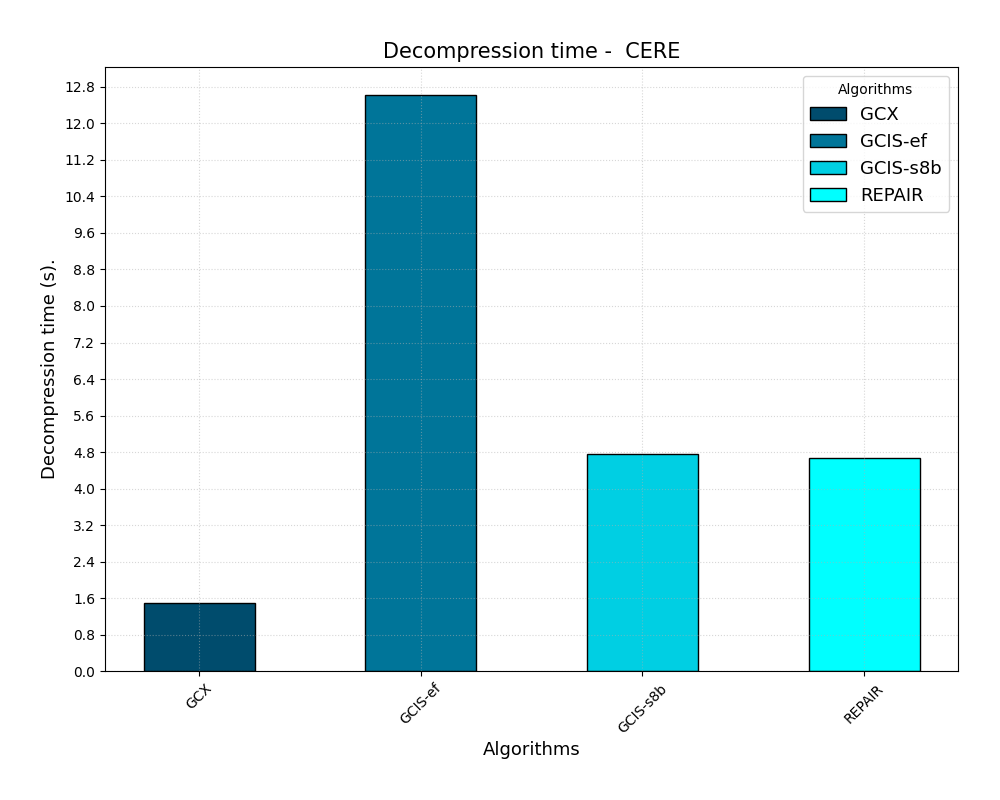 Decompression time -  CERE
Algorithms
GCX
GCIS-ef
GCIS-s8b
REPAIR
12.8
12.0
11.2
10.4
9.6
8.8
8.0
7.2
6.4
5.6
4.8
4.0
3.2
2.4
1.6
0.8
0.0
Decompression time (s).
GCX
GCIS-ef
GCIS-s8b
REPAIR
Algorithms